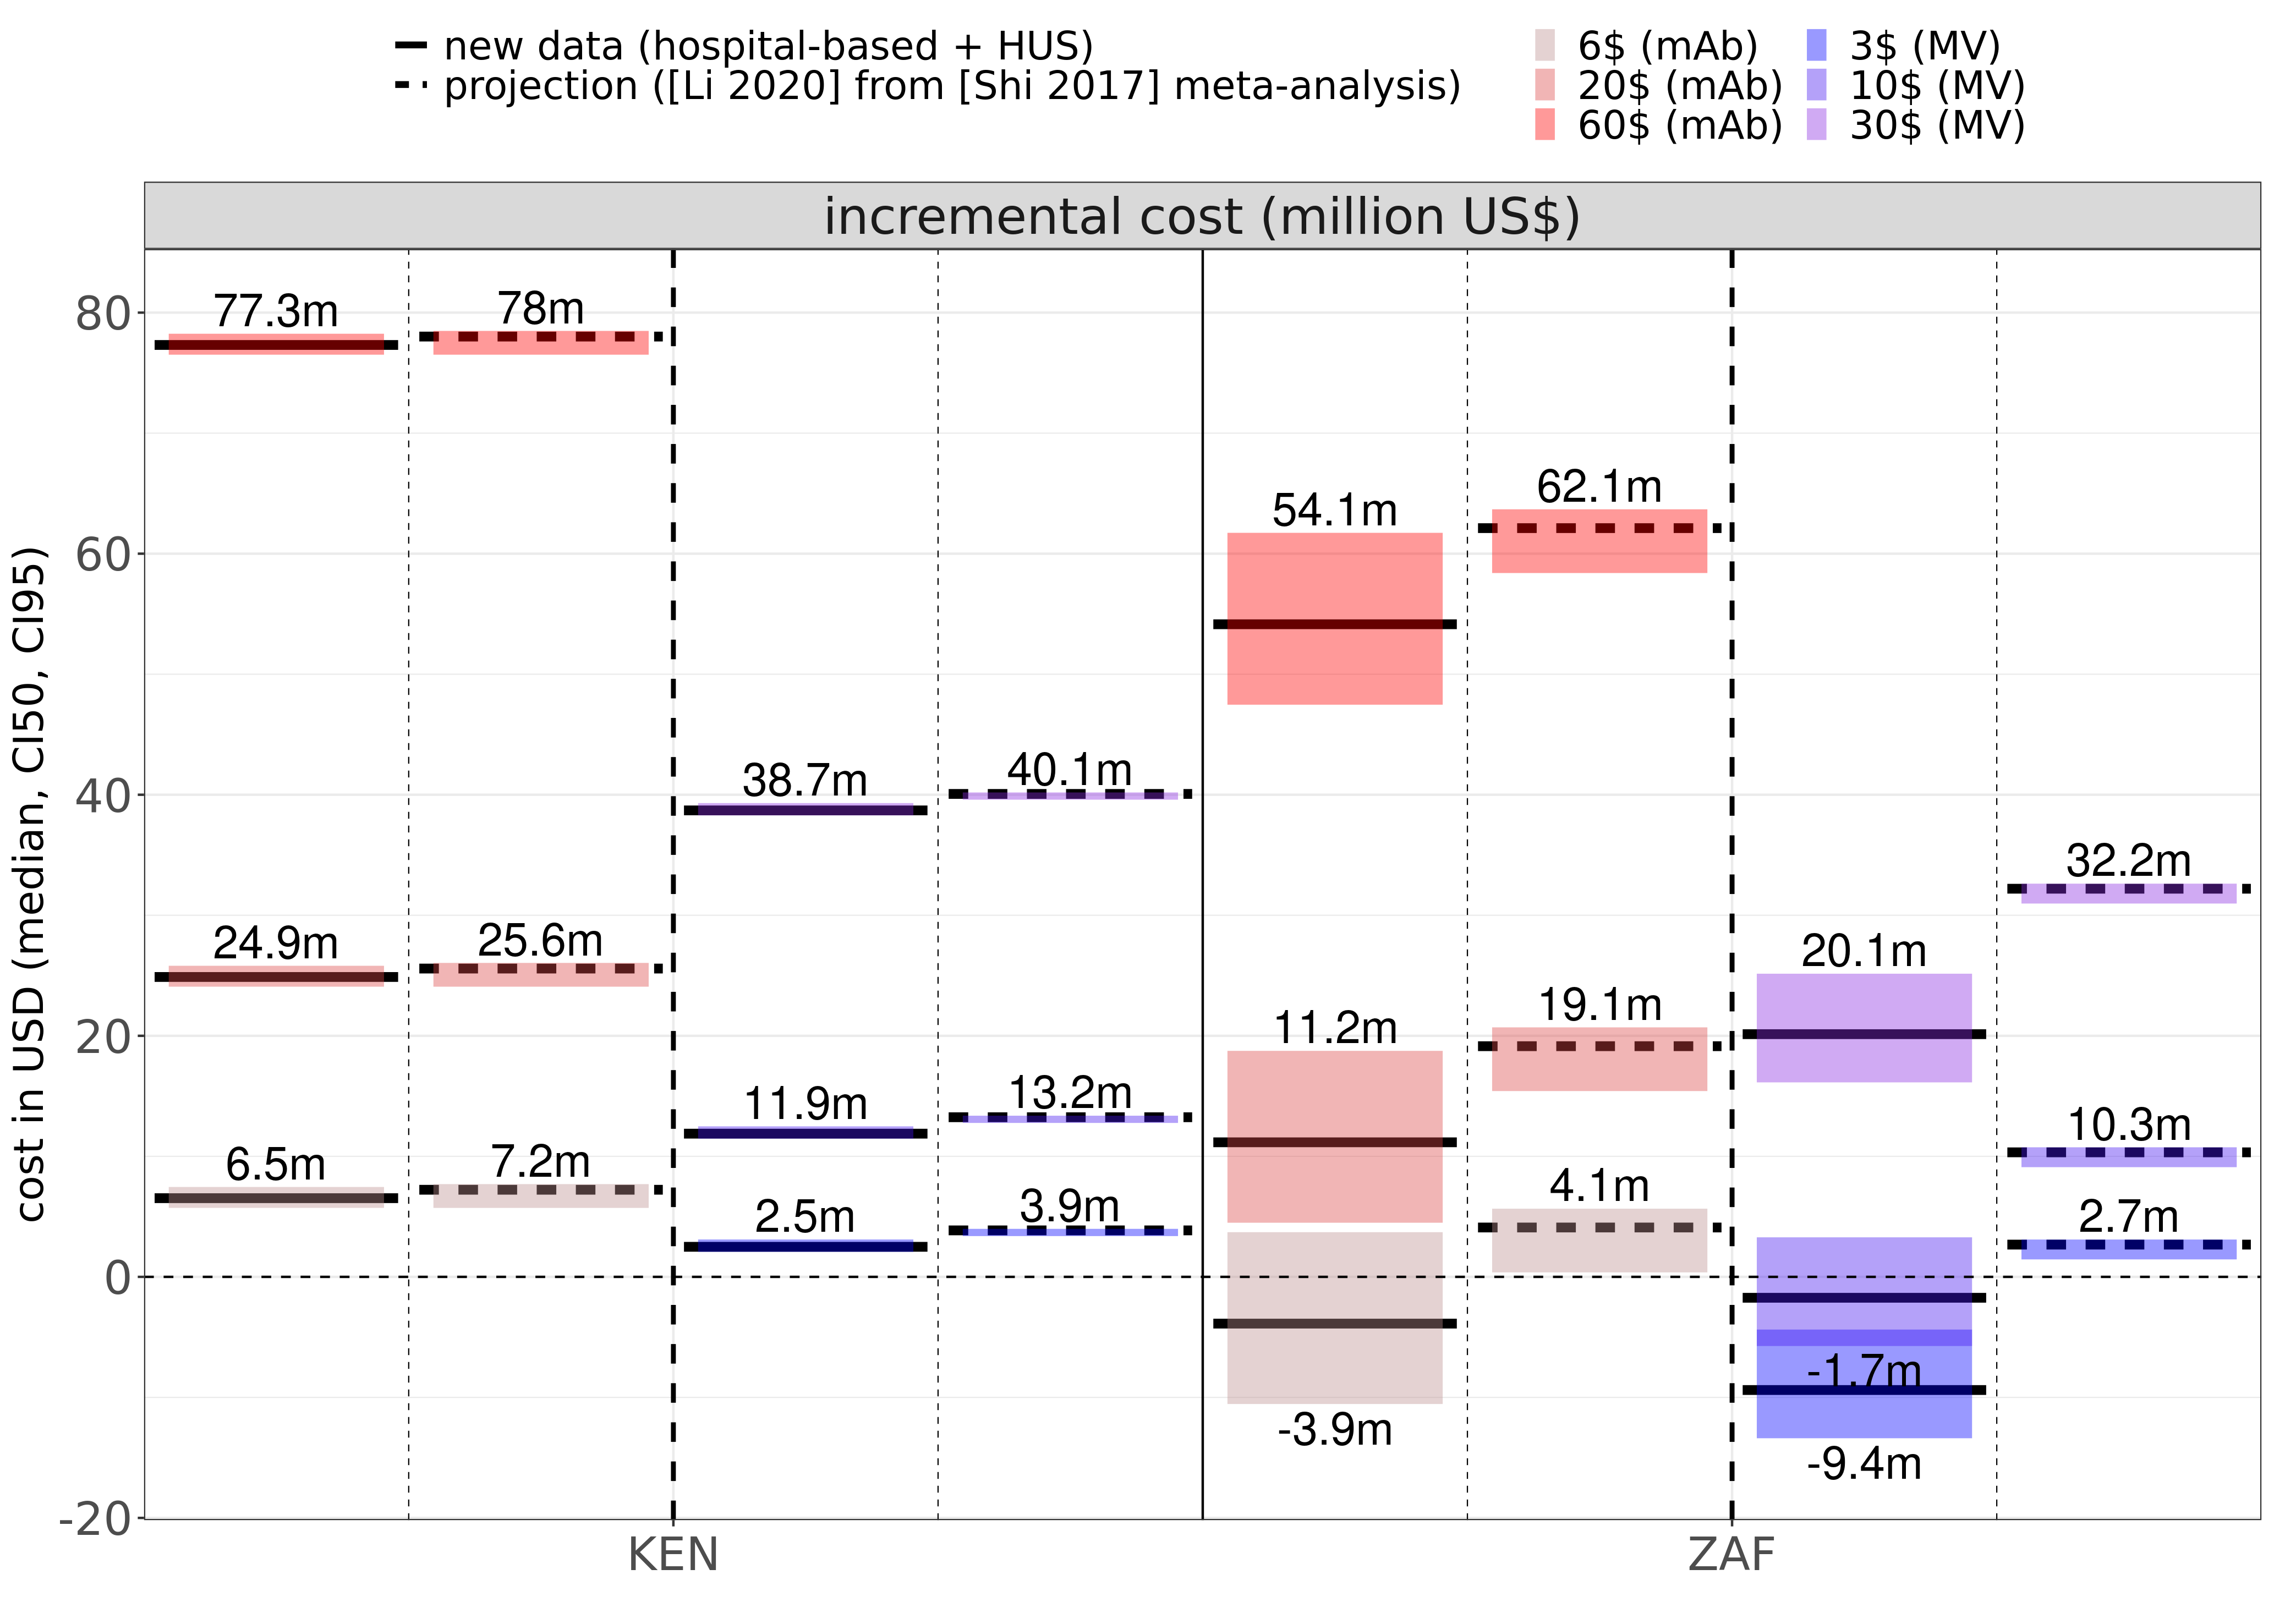 new data (hospital-based + HUS)
projection ([Li 2020] from [Shi 2017] meta-analysis)
6$ (mAb)
20$ (mAb)
60$ (mAb)
3$ (MV)
10$ (MV)
30$ (MV)
incremental cost (million US$)
cost in USD (median, CI50, CI95)
80
60
40
20
0
-20
77.3m
78m
24.9m
25.6m
6.5m
7.2m
38.7m
40.1m
11.9m
13.2m
2.5m
3.9m
54.1m
62.1m
11.2m
19.1m
-3.9m
4.1m
20.1m
32.2m
10.3m
-1.7m
2.7m
-9.4m
KEN
ZAF